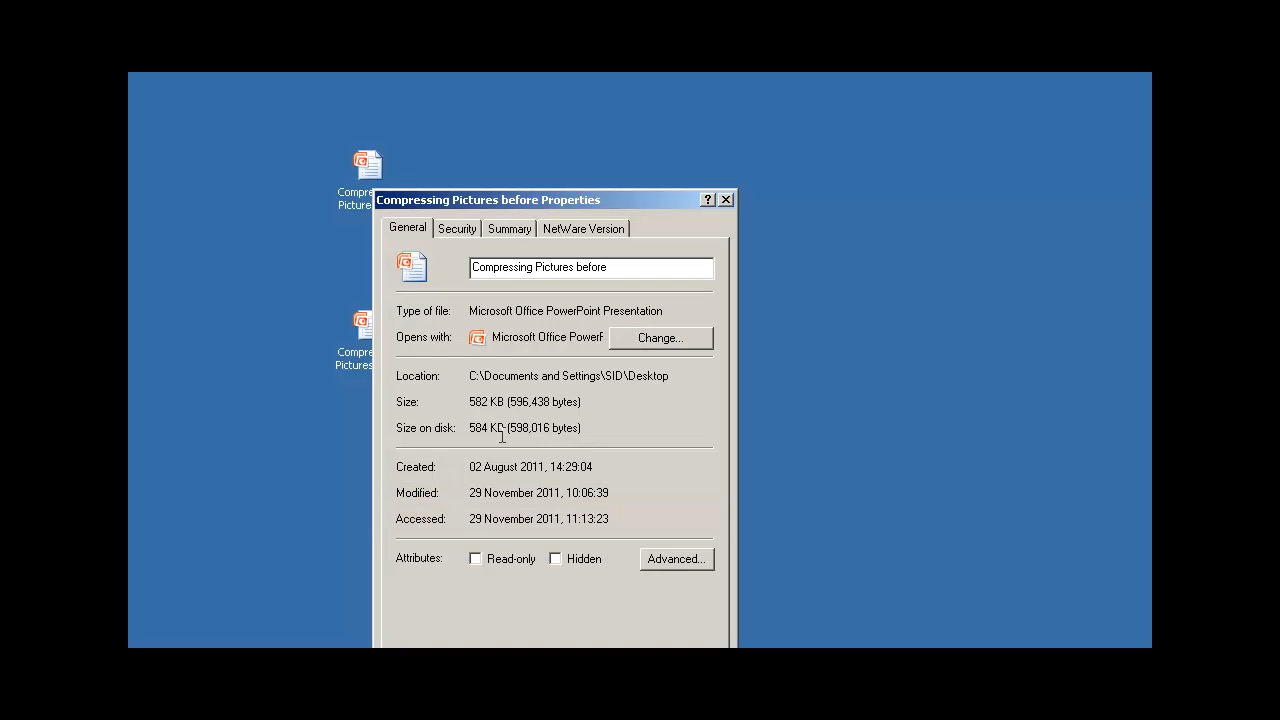 Compre
Picture
Compressing Pictures before Properties
General Security Summary NetWare Version
Compressing Pictures before
Type of file: Microsoft Office PowerPoint Presentation
Opens with: Microsoft Office PowerP Change...
Location: C:\Documents and Settings\SID\Desktop
Size: 582 KB (596,438 bytes)
Size on disk: 584 KB (598,016 bytes)
Compre
Pictures
Created: 02 August 2011, 14:29:04
Modified: 29 November 2011, 10:06:39
Accessed: 29 November 2011, 11:13:23
Attributes: Read-only Hidden Advanced...